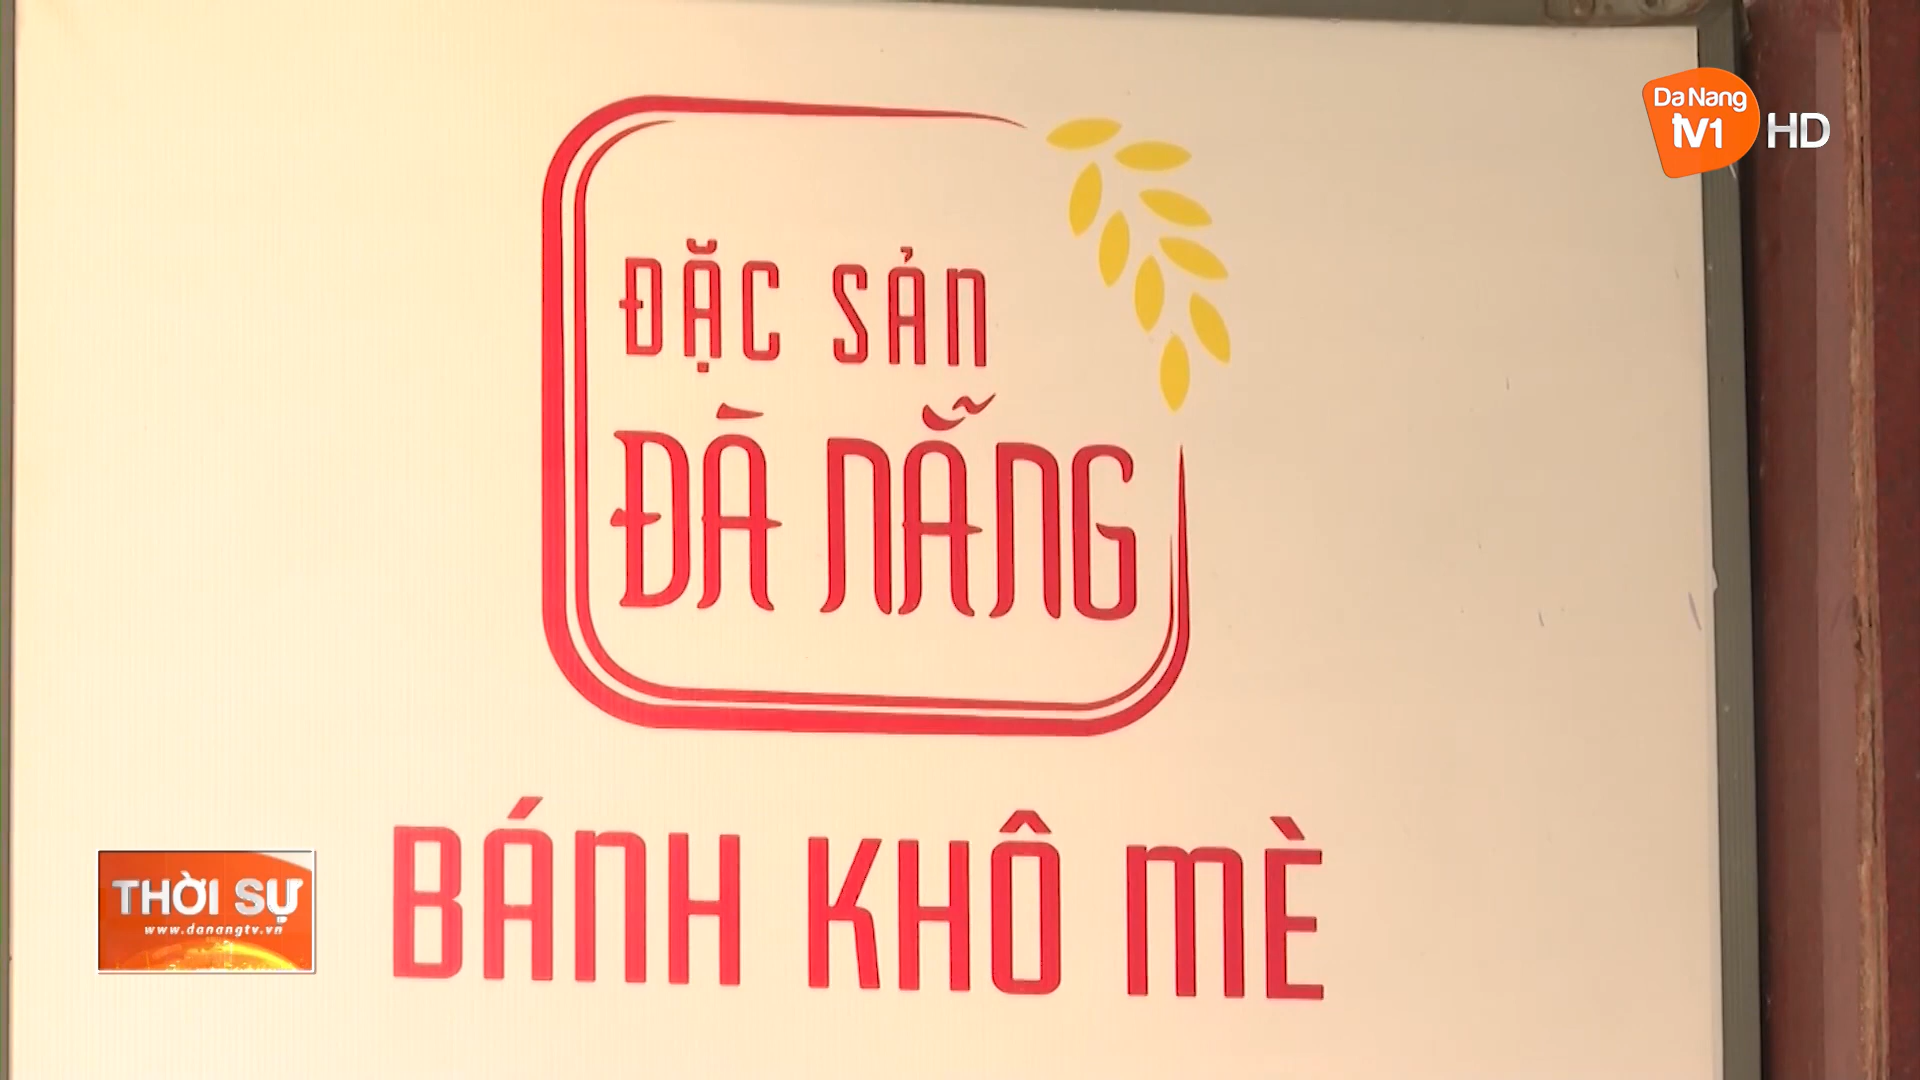 Da Nang
tv1 HD
ĐẶC SẢN
ĐÀ NẴNG
BÁNH KHÔ MÈ
THỜI SỰ
www.danangtv.vn